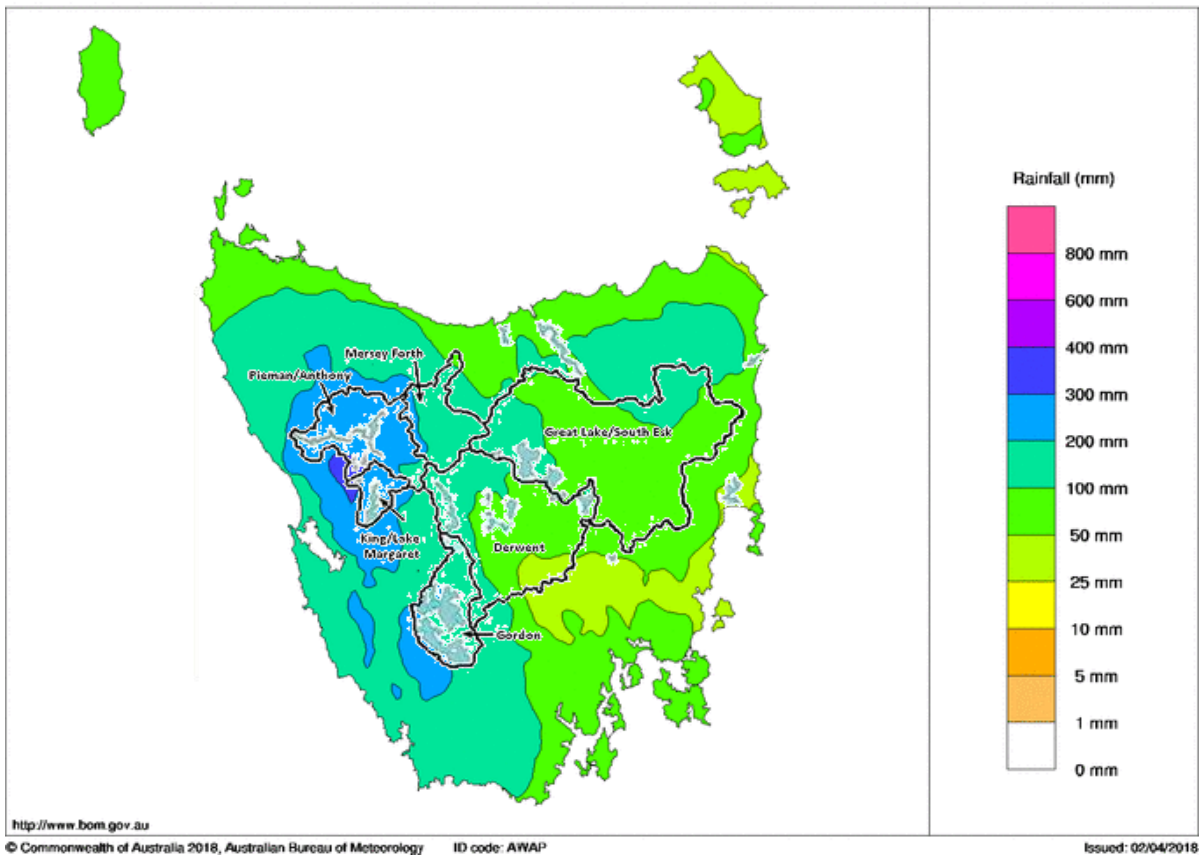 Rainfall (mm)
800 mm
600 mm
400 mm
300 mm
200 mm
100 mm
50 mm
25 mm
10 mm
5 mm
1 mm
0 mm
Mersey Forth
Pieman/Anthony
Great Lake/South Esk
King/Lake
Margaret
Derwent
Gordon
http://www.bom.gov.au
© Commonwealth of Australia 2018, Australian Bureau of Meteorology ID code: AWAP Issued: 02/04/2018